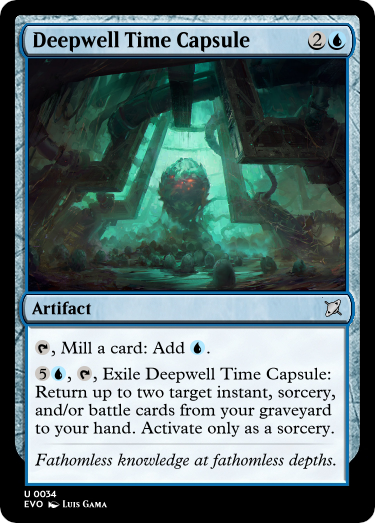 Deepwell Time Capsule 2
Artifact
, Mill a card: Add .
5 , , Exile Deepwell Time Capsule:
Return up to two target instant, sorcery,
and/or battle cards from your graveyard
to your hand. Activate only as a sorcery.
Fathomless knowledge at fathomless depths.
U 0034
EVO Luis Gama